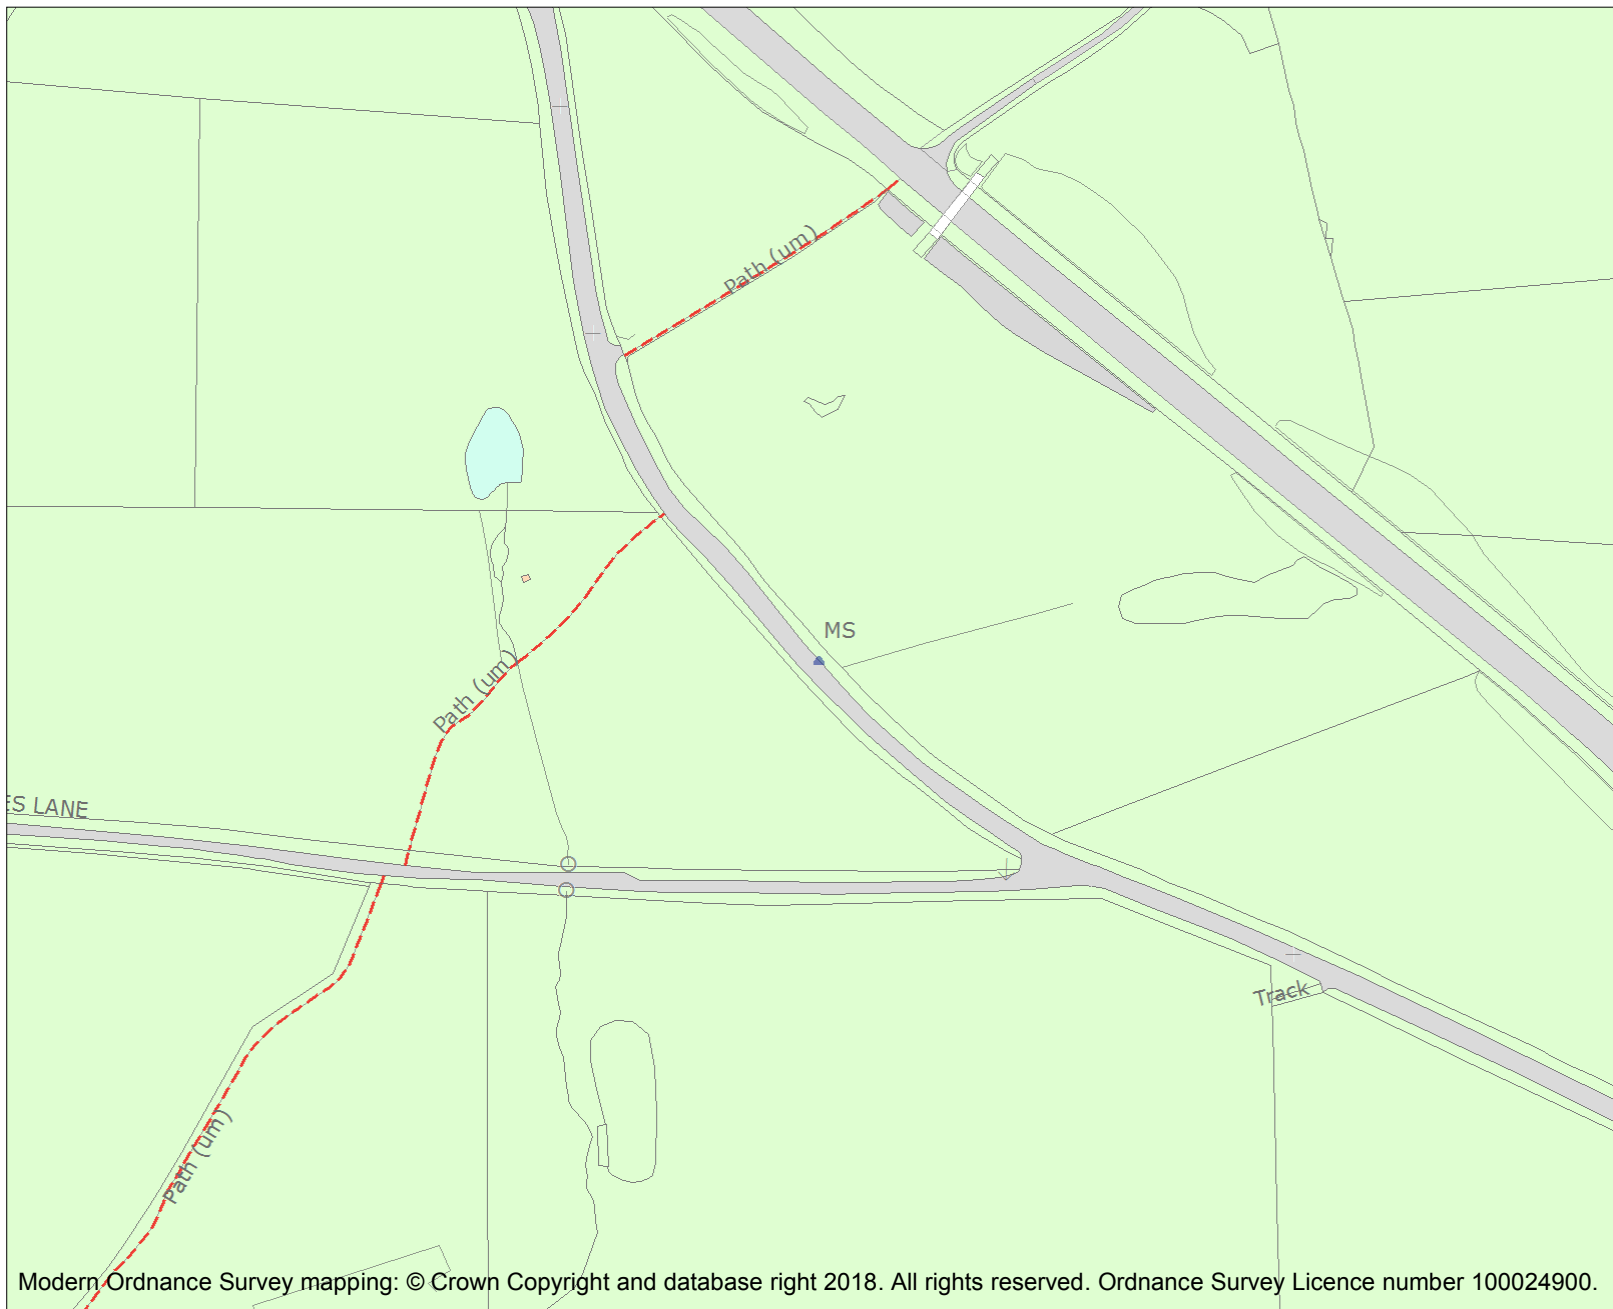 Path (um)
MS
Path (um)
ES LANE
Track
Path (um)
Modern Ordnance Survey mapping: © Crown Copyright and database right 2018. All rights reserved. Ordnance Survey Licence number 100024900.